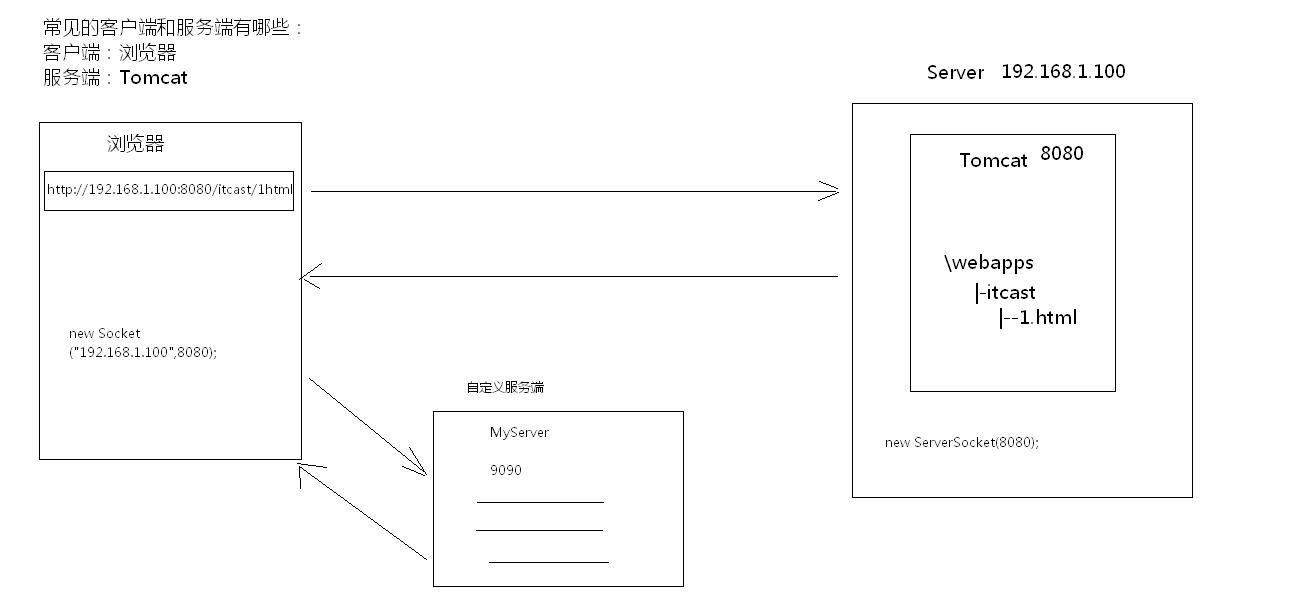 常见的客户端和服务端有哪些：
客户端：浏览器
服务端：Tomcat
Server 192.168.1.100
浏览器
http://192.168.1.100:8080/itcast/1html
Tomcat 8080
\webapps
|-itcast
|--1.html
new Socket
("192.168.1.100",8080);
自定义服务端
MyServer
9090
new ServerSocket(8080);